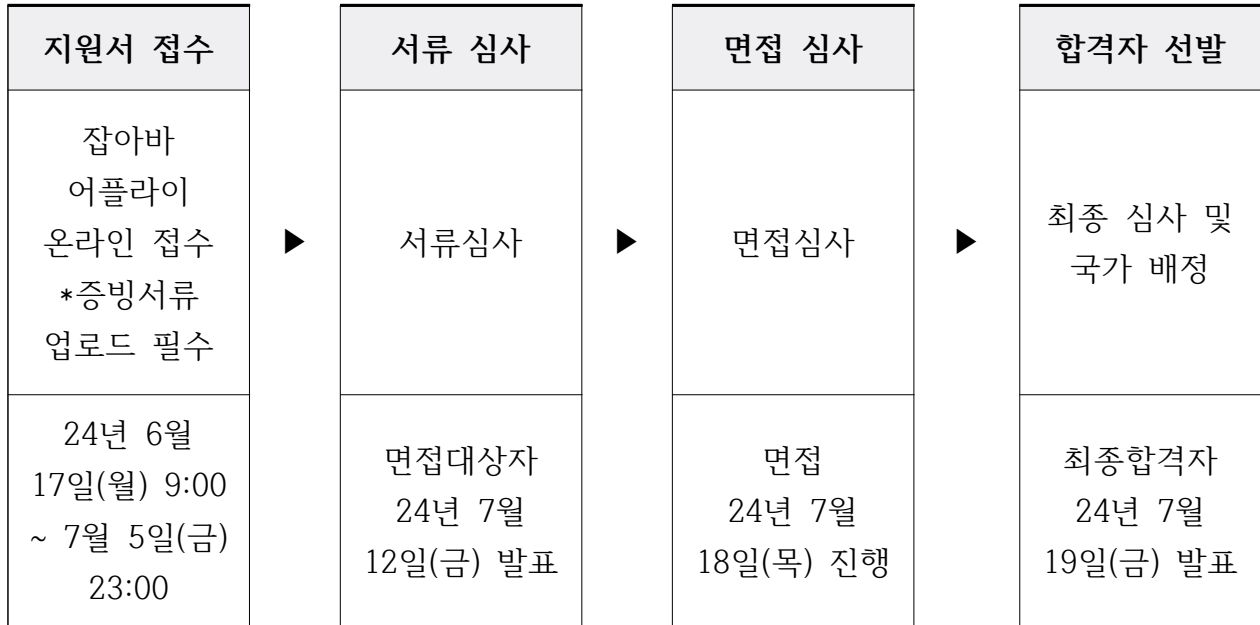 지원서 접수
잡아바
어플라이
온라인 접수
*증빙서류
업로드 필수
24년 6월
17일(월) 9:00
~ 7월 5일(금)
23:00
▶
서류 심사
서류심사
면접대상자
24년 7월
12일(금) 발표
▶
면접 심사
면접심사
면접
24년 7월
18일(목) 진행
▶
합격자 선발
최종 심사 및
국가 배정
최종합격자
24년 7월
19일(금) 발표